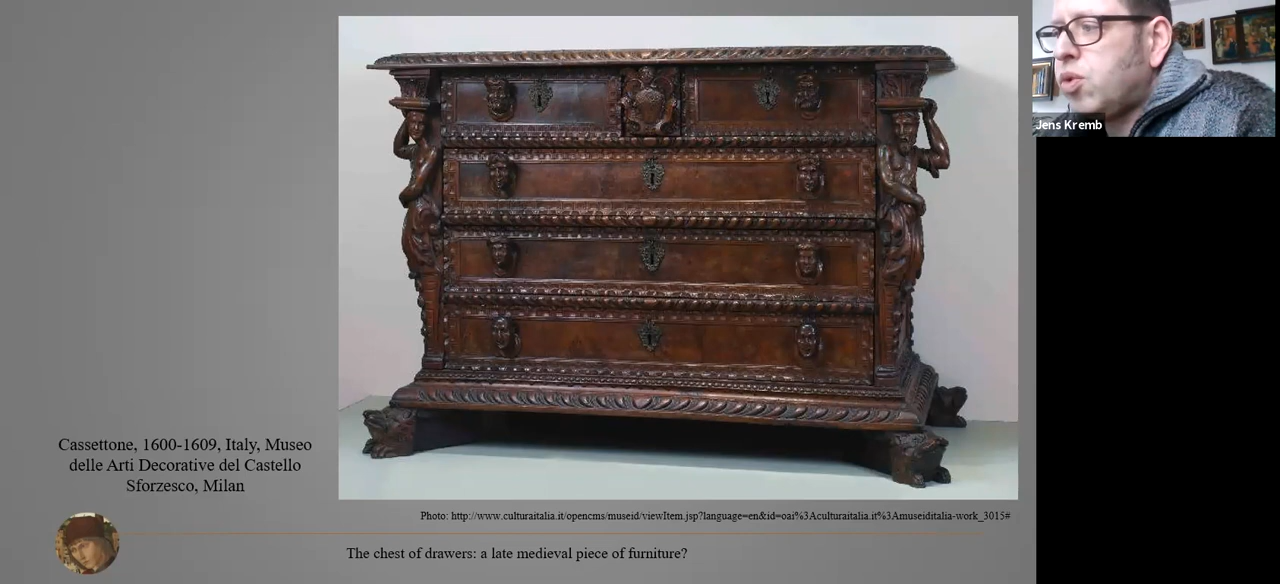 Jens Kremb
Cassettone, 1600-1609, Italy, Museo
delle Arti Decorative del Castello
Sforzesco, Milan
Photo: http://www.culturaitalia.it/opencms/museid/viewItem.jsp?language=en&id=oai%3Aculturaitalia.it%3Amuseiditalia-work_3015#
The chest of drawers: a late medieval piece of furniture?